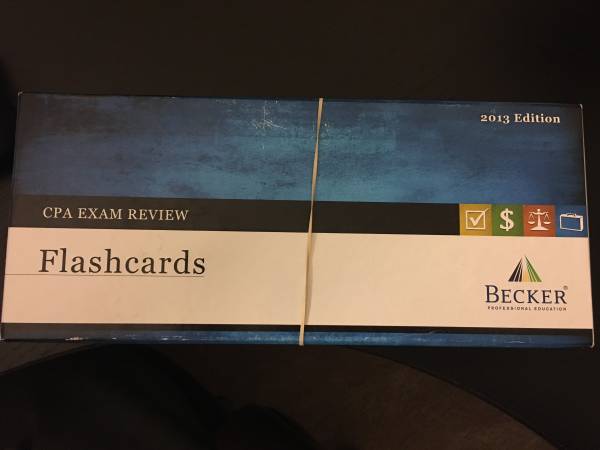 2013 Edition
CPA EXAM REVIEW
$
Flashcards
BECKER®
PROFESSIONAL EDUCATION